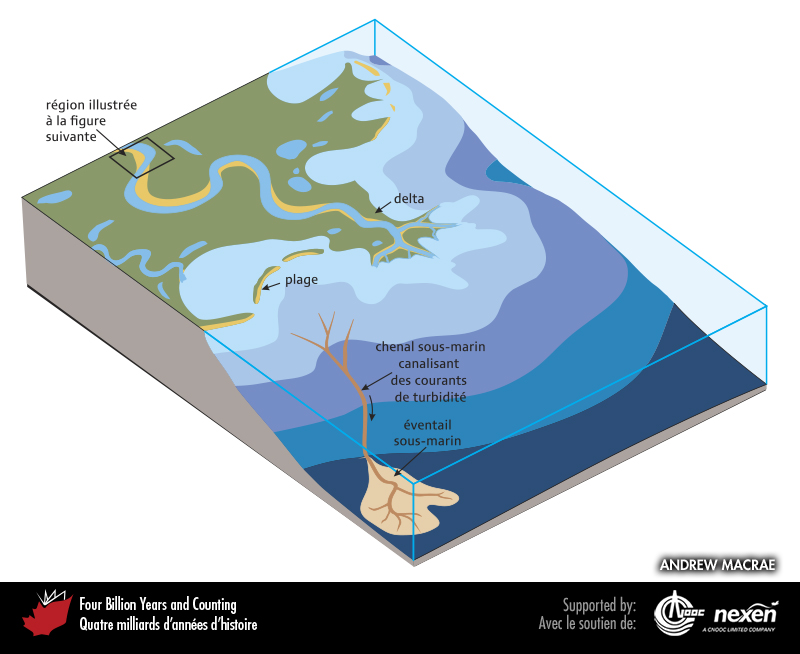 région illustrée
à la figure
suivante
delta
plage
chenal sous-marin
canalisant
des courants
de turbidité
éventail
sous-marin
ANDREW MACRAE
Four Billion Years and Counting
Quatre milliards d'années d'histoire
Supported by:
Avec le soutien de:
CNOOC
nexen
A CNOOC LIMITED COMPANY